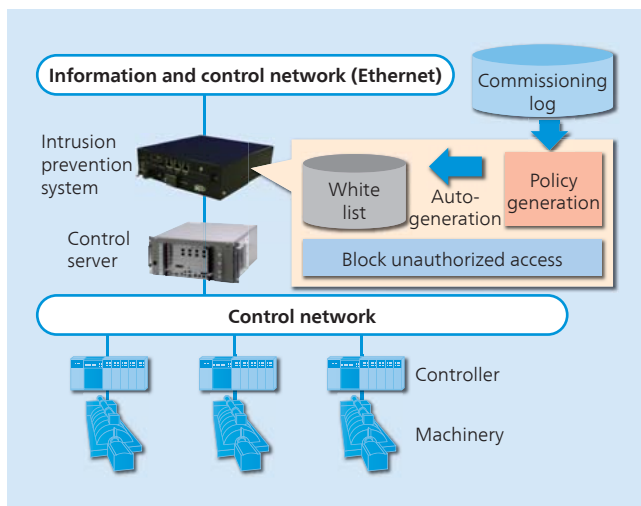 Information and control network (Ethernet)
Commissioning
log
Intrusion
prevention
system
White
list
Auto-
generation
Policy
generation
Control
server
Block unauthorized access
Control network
Controller
Machinery